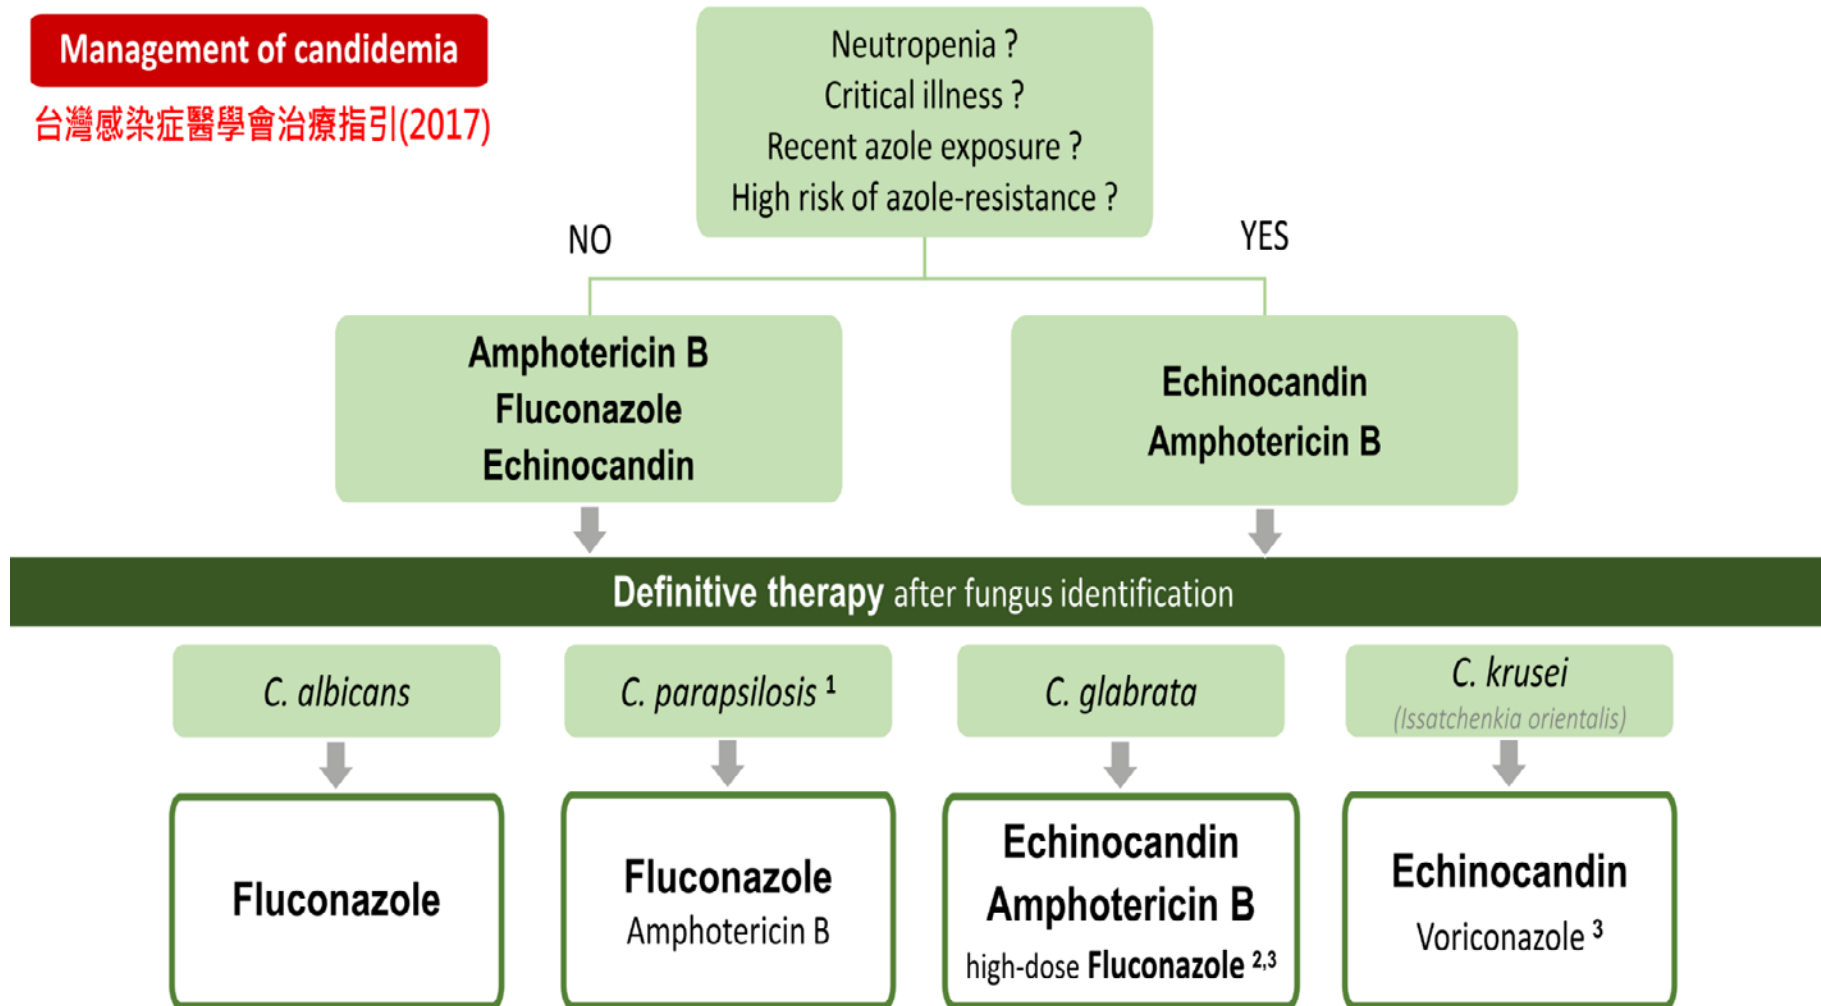 Management of candidemia
台灣感染症醫學會治療指引(2017)
Neutropenia ?
Critical illness ?
Recent azole exposure ?
High risk of azole-resistance ?
NO
YES
Amphotericin B
Fluconazole
Echinocandin
Echinocandin
Amphotericin B
Definitive therapy after fungus identification
C. albicans
C. parapsilosis 1
C. glabrata
C. krusei
(Issatchenkia orientalis)
Fluconazole
Fluconazole
Amphotericin B
Echinocandin
Amphotericin B
high-dose Fluconazole 2,3
Echinocandin
Voriconazole 3